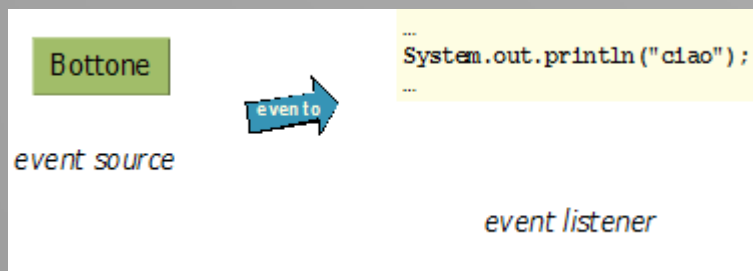 Bottone
evento
event source
…
System.out.println("ciao");
…
event listener